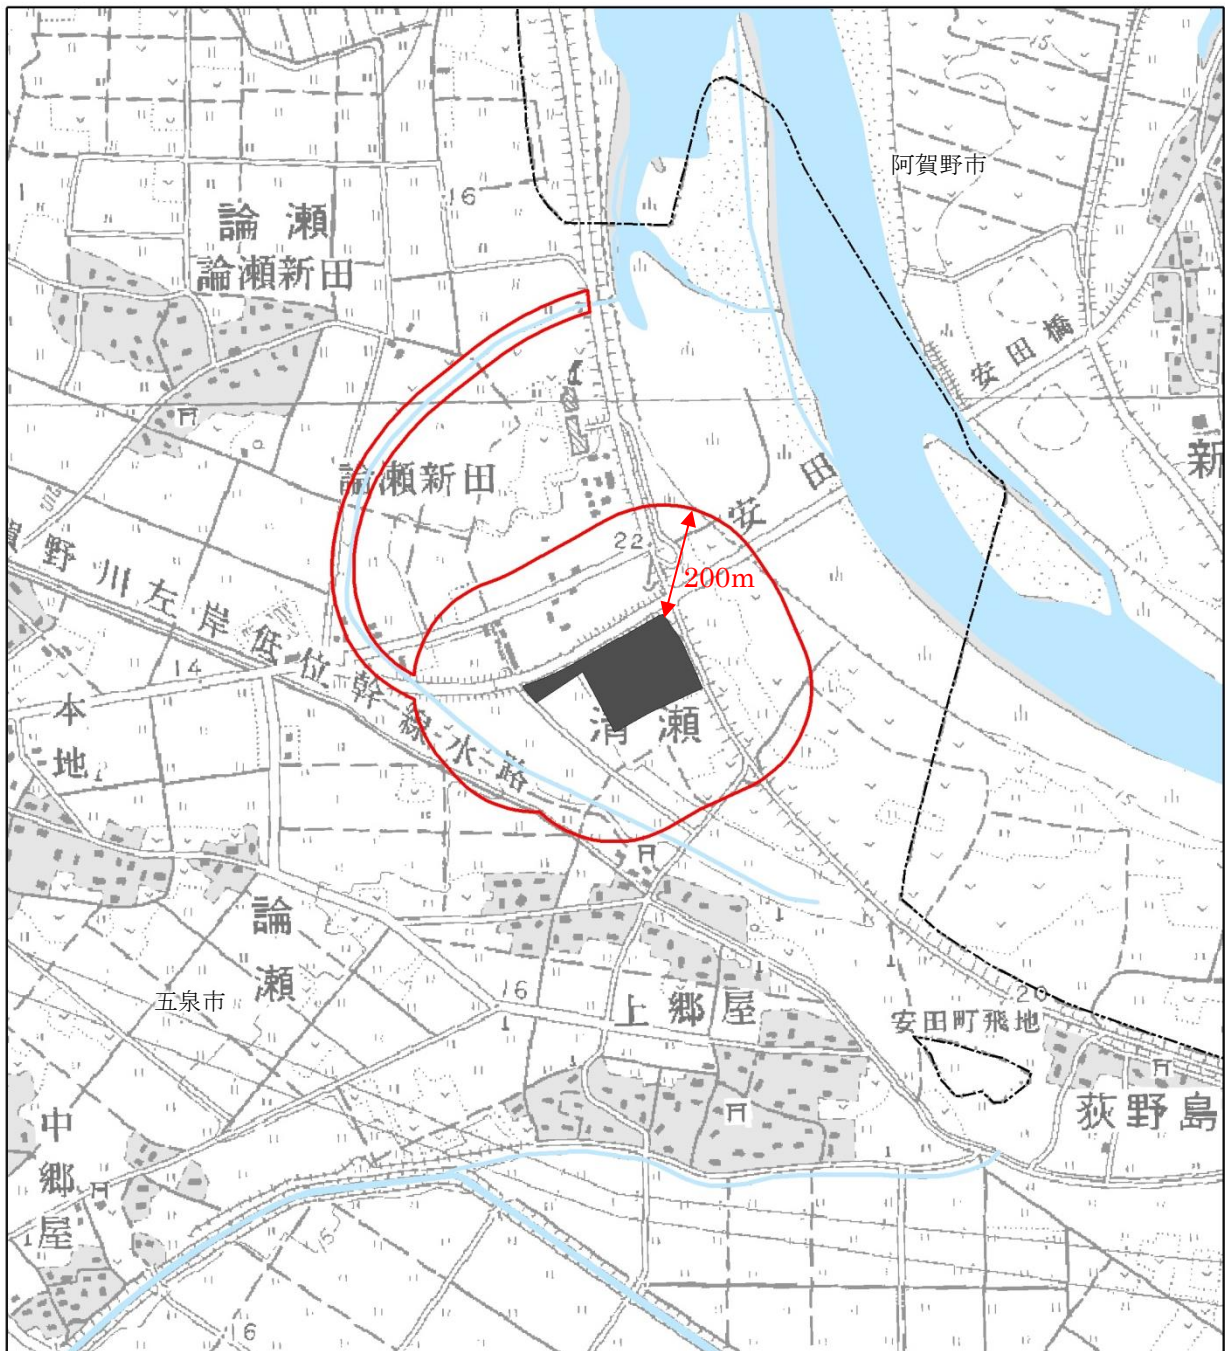 15
阿賀野市
16
論瀬
論瀬新田
安田橋
新
論瀬新田
安田
22
200m
野川左岸低位幹線水路
14
清瀬
本地
15
論瀬
五泉市
16
上郷屋
20
安田町飛地
荻野島
中郷屋
15
16